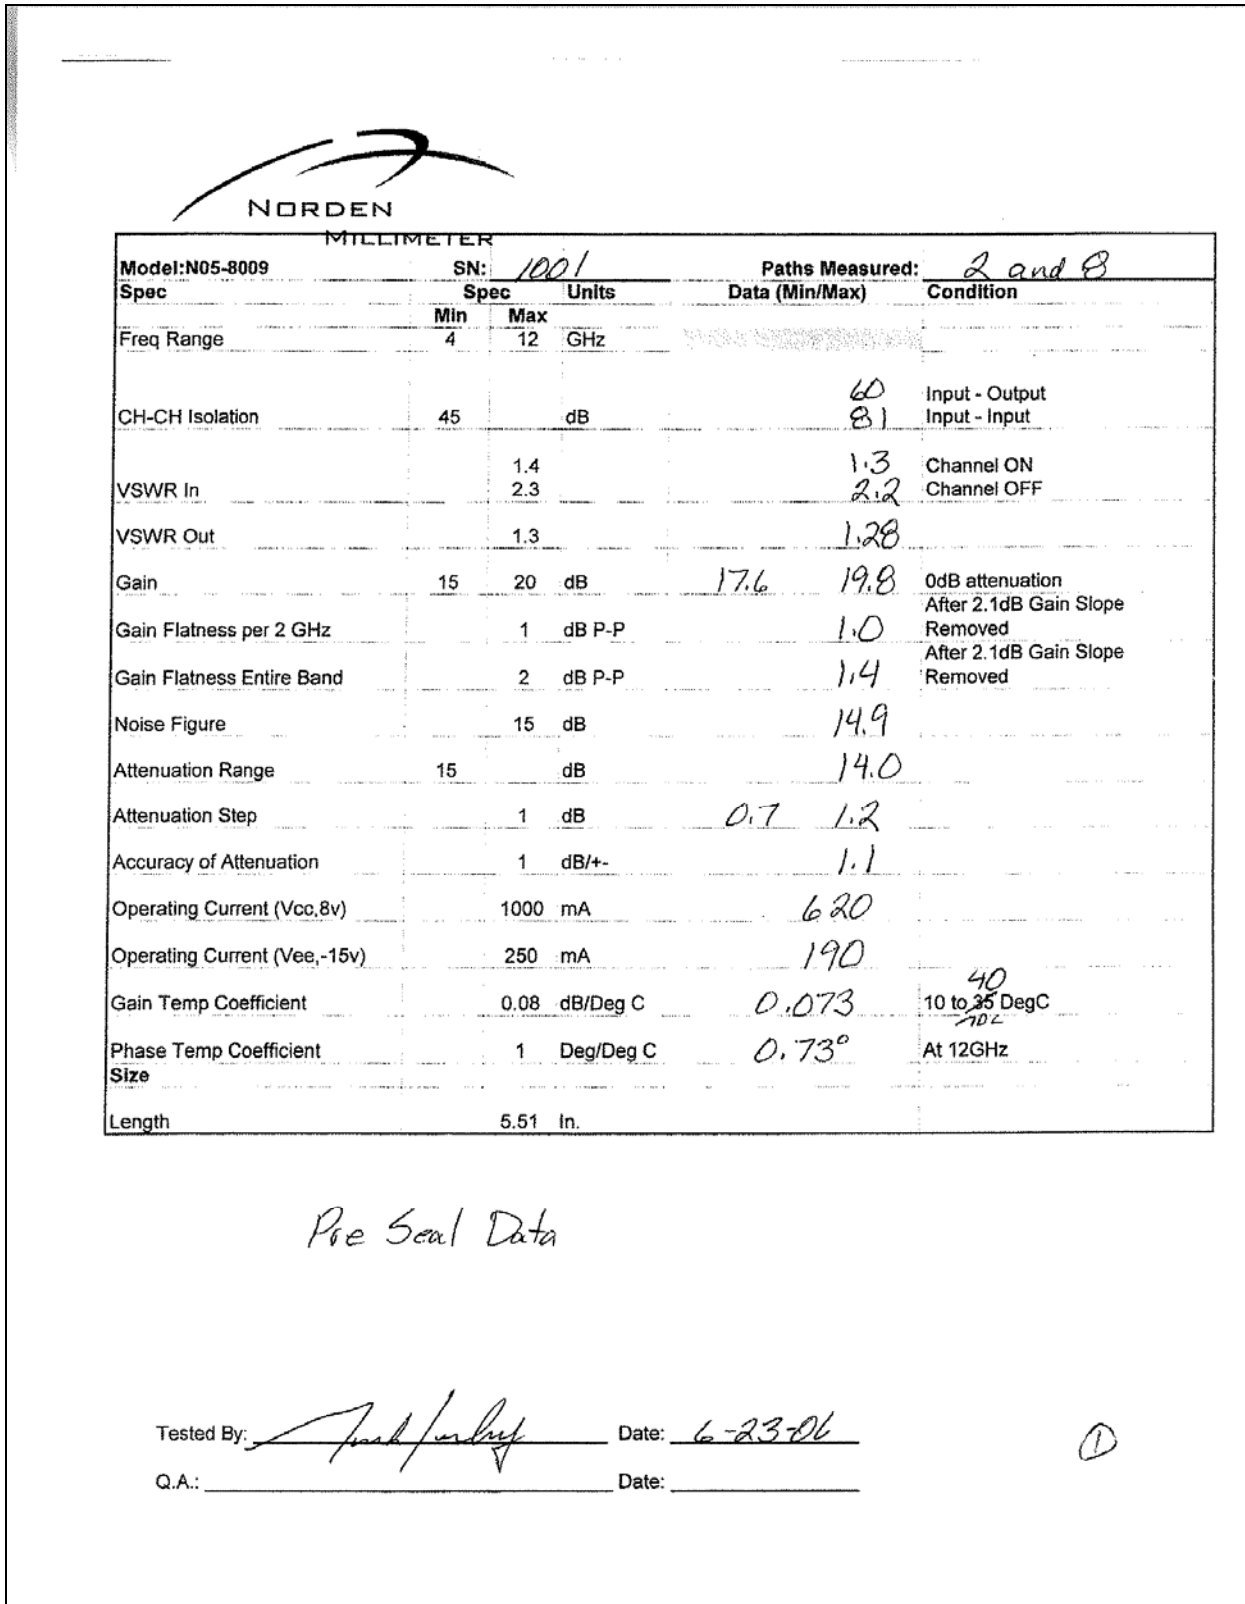 NORDEN
MILLIMETER
Model:N05-8009 SN: 1001 Paths Measured: 2 and 8
Spec Spec Units Data (Min/Max) Condition
Min Max
Freq Range 4 12 GHz
60 Input - Output
CH-CH Isolation 45 dB 81 Input - Input
1.4 1.3 Channel ON
VSWR In 2.3 2.2 Channel OFF
VSWR Out 1.3 1.28
Gain 15 20 dB 17.6 19.8 0dB attenuation
After 2.1dB Gain Slope
Gain Flatness per 2 GHz 1 dB P-P 1.0 Removed
After 2.1dB Gain Slope
Gain Flatness Entire Band 2 dB P-P 1.4 Removed
Noise Figure 15 dB 14.9
Attenuation Range 15 dB 14.0
Attenuation Step 1 dB 0.7 1.2
Accuracy of Attenuation 1 dB/+- 1.1
Operating Current (Vcc,8v) 1000 mA 620
Operating Current (Vee,-15v) 250 mA 190
40
Gain Temp Coefficient 0.08 dB/Deg C 0.073 10 to 35 DegC
Phase Temp Coefficient 1 Deg/Deg C 0.73° At 12GHz
Size
Length 5.51 In.
Pre Seal Data
Tested By: Date: 6-23-06
1
Q.A.: Date: